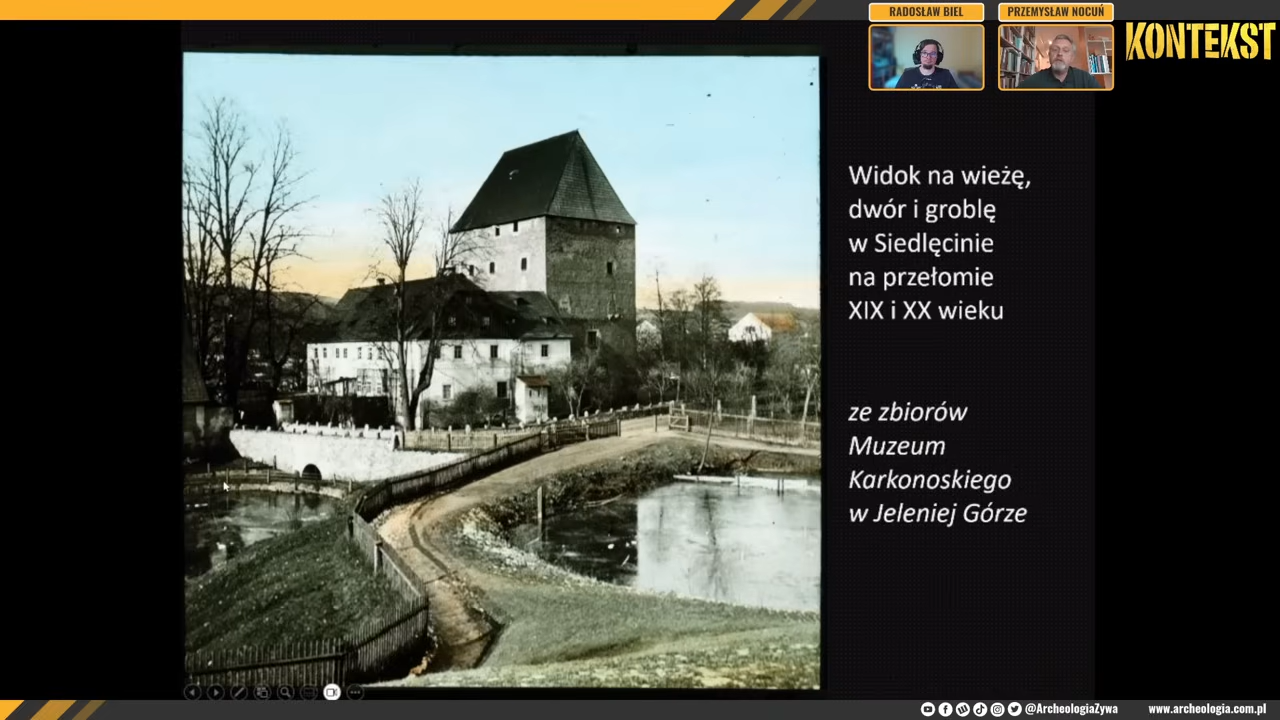 RADOSŁAW BIEL
PRZEMYSŁAW NOCUŃ
KONTEKST
Widok na wieżę,
dwór i groblę
w Siedlęcinie
na przełomie
XIX i XX wieku
ze zbiorów
Muzeum
Karkonoskiego
w Jeleniej Górze
@ArcheologiaZywa
www.archeologia.com.pl